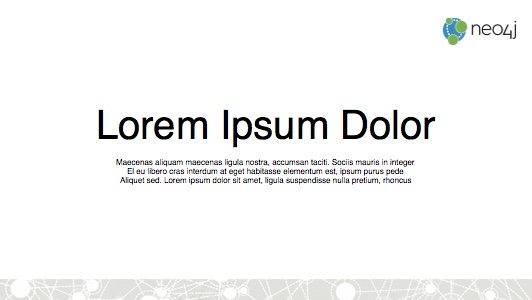 neo4j
Lorem Ipsum Dolor
Maecenas aliquam maecenas ligula nostra, accumsan taciti. Sociis mauris in integer
El eu libero cras interdum at eget habitasse elementum est, ipsum purus pede
Aliquet sed. Lorem ipsum dolor sit amet, ligula suspendisse nulla pretium, rhoncus